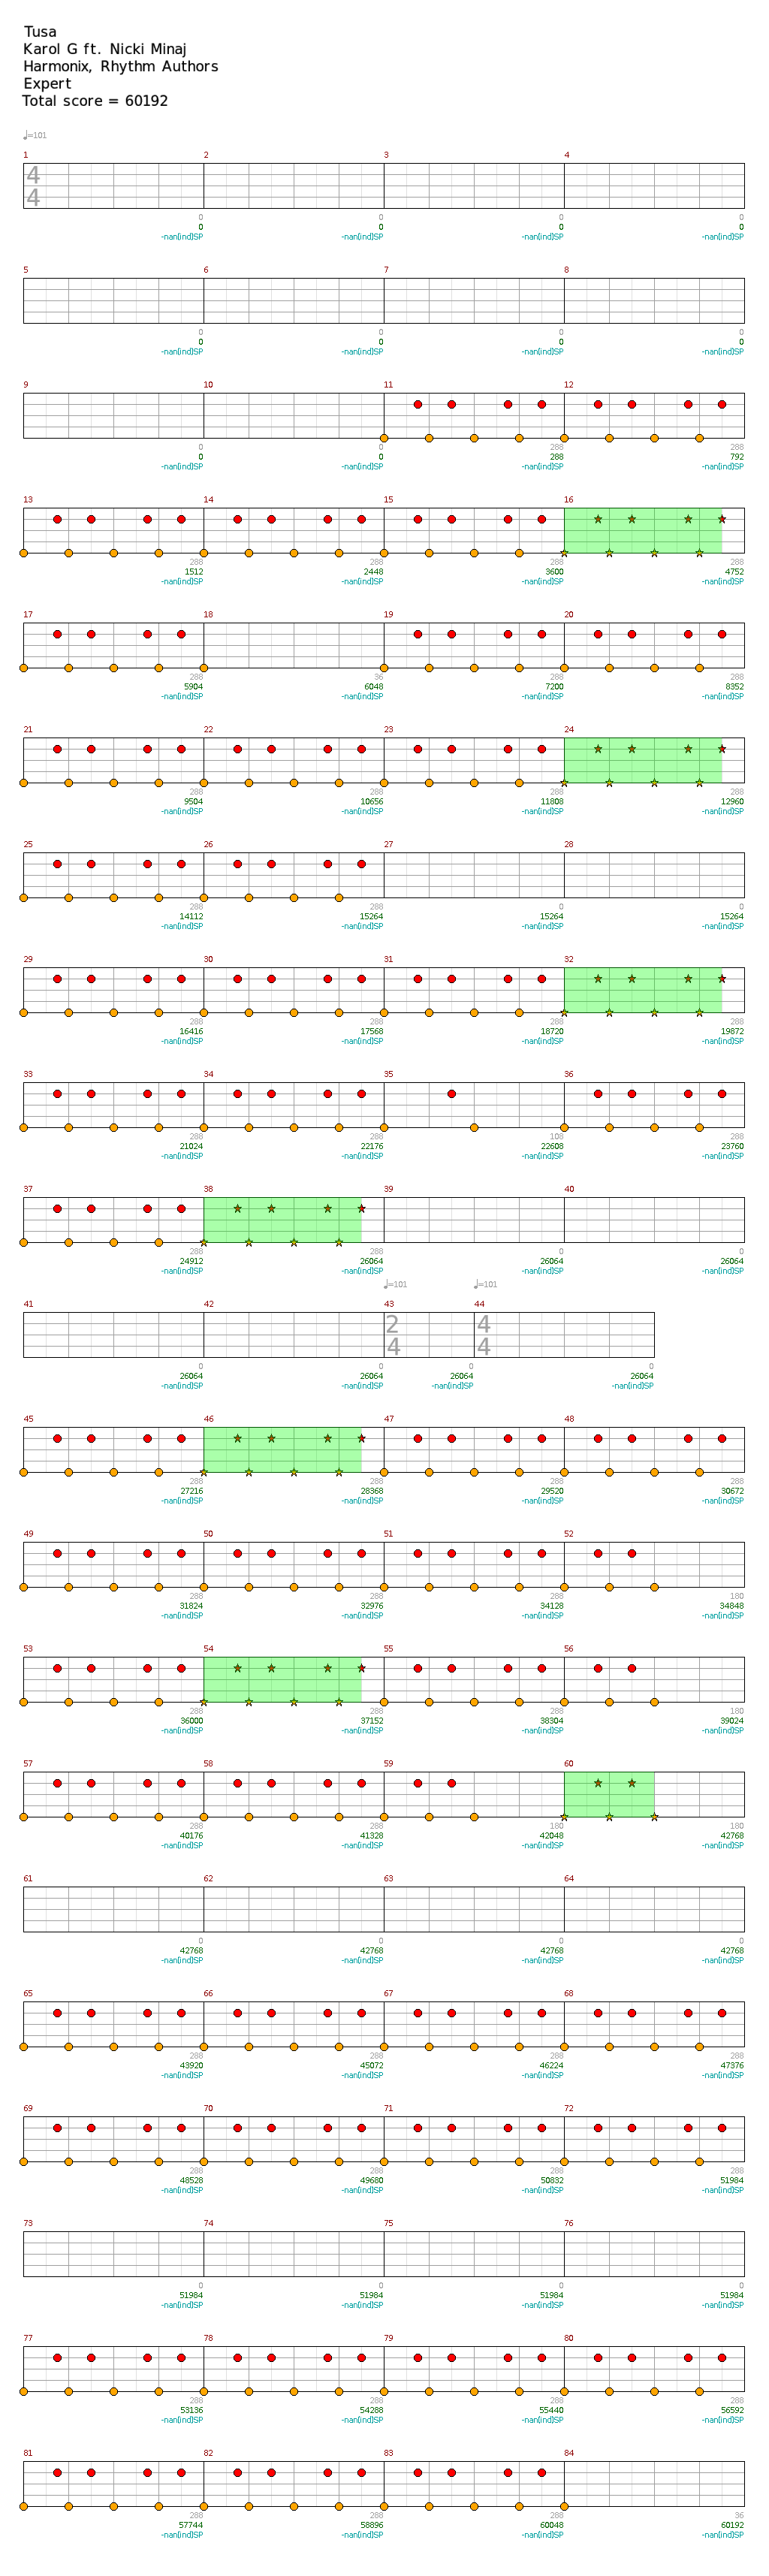 Tusa
Karol G ft. Nicki Minaj
Harmonix, Rhythm Authors
Expert
Total score = 60192
♩=101
1 2 3 4
4
4
0 0 0 0
0 0 0 0
-nan(ind)SP -nan(ind)SP -nan(ind)SP -nan(ind)SP
5 6 7 8
0 0 0 0
0 0 0 0
-nan(ind)SP -nan(ind)SP -nan(ind)SP -nan(ind)SP
9 10 11 12
0 0 288 288
0 0 288 792
-nan(ind)SP -nan(ind)SP -nan(ind)SP -nan(ind)SP
13 14 15 16
288 288 288 288
1512 2448 3600 4752
-nan(ind)SP -nan(ind)SP -nan(ind)SP -nan(ind)SP
17 18 19 20
288 36 288 288
5904 6048 7200 8352
-nan(ind)SP -nan(ind)SP -nan(ind)SP -nan(ind)SP
21 22 23 24
288 288 288 288
9504 10656 11808 12960
-nan(ind)SP -nan(ind)SP -nan(ind)SP -nan(ind)SP
25 26 27 28
288 288 0 0
14112 15264 15264 15264
-nan(ind)SP -nan(ind)SP -nan(ind)SP -nan(ind)SP
29 30 31 32
288 288 288 288
16416 17568 18720 19872
-nan(ind)SP -nan(ind)SP -nan(ind)SP -nan(ind)SP
33 34 35 36
288 288 108 288
21024 22176 22608 23760
-nan(ind)SP -nan(ind)SP -nan(ind)SP -nan(ind)SP
37 38 39 40
288 288 0 0
24912 26064 26064 26064
-nan(ind)SP -nan(ind)SP -nan(ind)SP -nan(ind)SP
♩=101 ♩=101
41 42 43 44
2 4
4 4
0 0 0 0
26064 26064 26064 26064
-nan(ind)SP -nan(ind)SP -nan(ind)SP -nan(ind)SP
45 46 47 48
288 288 288 288
27216 28368 29520 30672
-nan(ind)SP -nan(ind)SP -nan(ind)SP -nan(ind)SP
49 50 51 52
288 288 288 180
31824 32976 34128 34848
-nan(ind)SP -nan(ind)SP -nan(ind)SP -nan(ind)SP
53 54 55 56
288 288 288 180
36000 37152 38304 39024
-nan(ind)SP -nan(ind)SP -nan(ind)SP -nan(ind)SP
57 58 59 60
288 288 180 180
40176 41328 42048 42768
-nan(ind)SP -nan(ind)SP -nan(ind)SP -nan(ind)SP
61 62 63 64
0 0 0 0
42768 42768 42768 42768
-nan(ind)SP -nan(ind)SP -nan(ind)SP -nan(ind)SP
65 66 67 68
288 288 288 288
43920 45072 46224 47376
-nan(ind)SP -nan(ind)SP -nan(ind)SP -nan(ind)SP
69 70 71 72
288 288 288 288
48528 49680 50832 51984
-nan(ind)SP -nan(ind)SP -nan(ind)SP -nan(ind)SP
73 74 75 76
0 0 0 0
51984 51984 51984 51984
-nan(ind)SP -nan(ind)SP -nan(ind)SP -nan(ind)SP
77 78 79 80
288 288 288 288
53136 54288 55440 56592
-nan(ind)SP -nan(ind)SP -nan(ind)SP -nan(ind)SP
81 82 83 84
288 288 288 36
57744 58896 60048 60192
-nan(ind)SP -nan(ind)SP -nan(ind)SP -nan(ind)SP